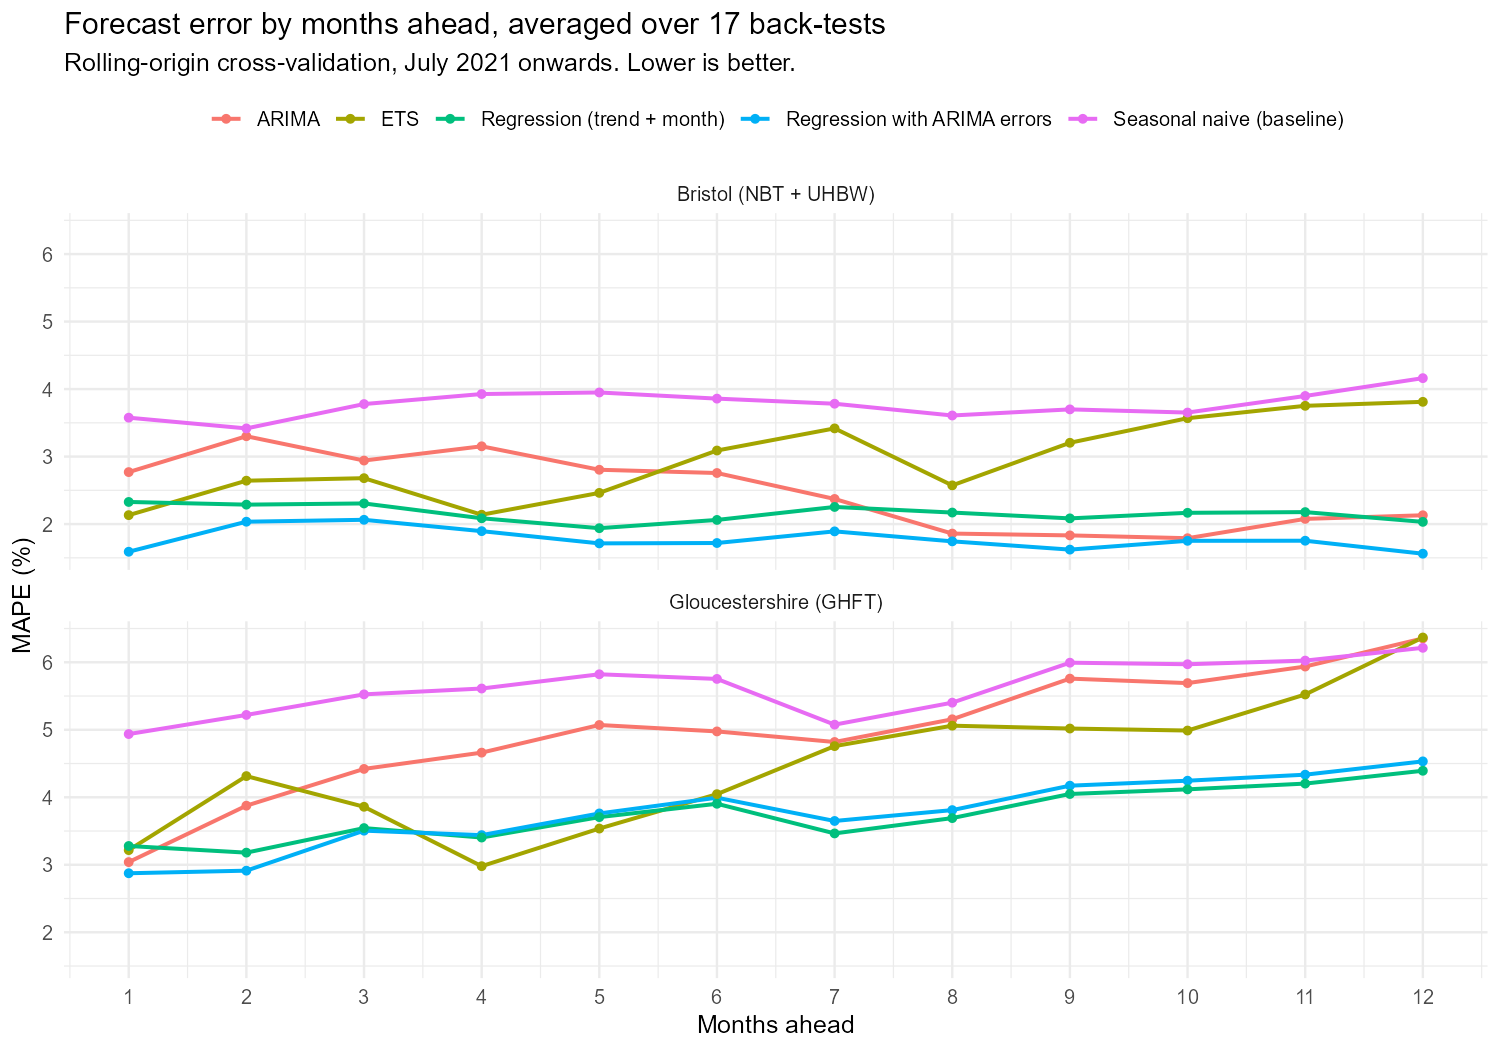 Forecast error by months ahead, averaged over 17 back-tests
Rolling-origin cross-validation, July 2021 onwards. Lower is better.
ARIMA ETS Regression (trend + month) Regression with ARIMA errors Seasonal naive (baseline)
Bristol (NBT + UHBW)
6
5
4
3
2
MAPE (%)
Gloucestershire (GHFT)
6
5
4
3
2
1 2 3 4 5 6 7 8 9 10 11 12
Months ahead